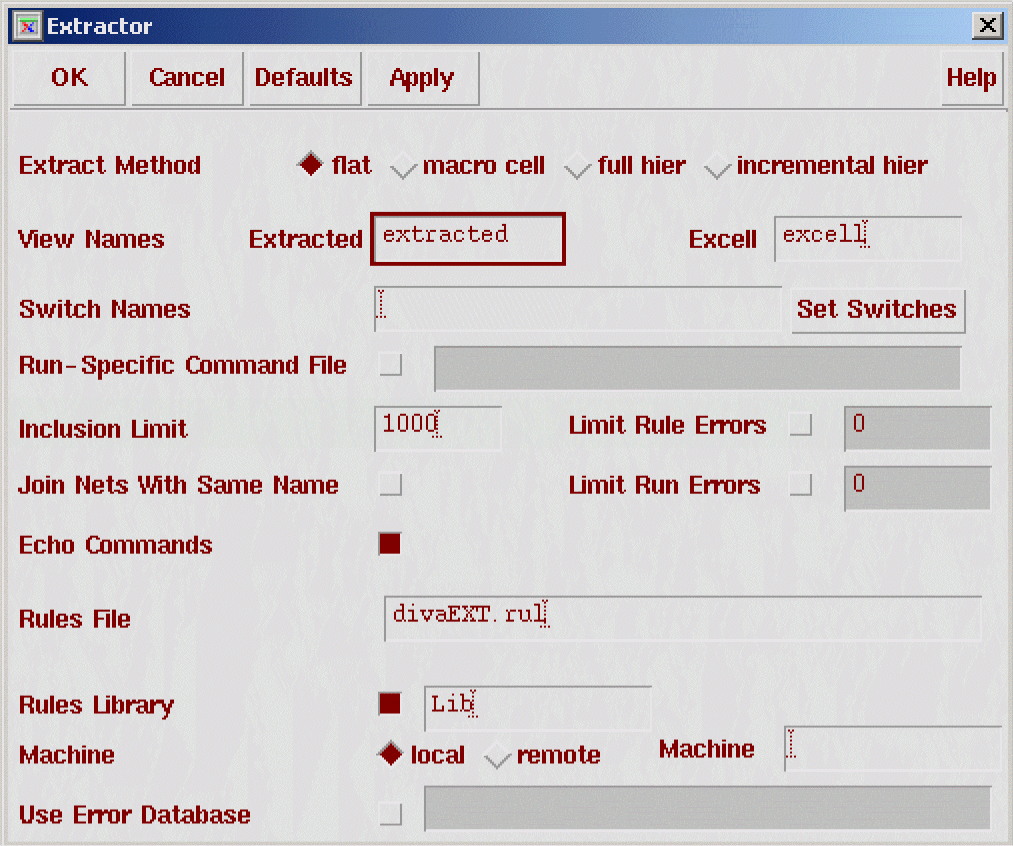 Extractor
OK Cancel Defaults Apply Help
Extract Method flat macro cell full hier incremental hier
View Names Extracted extracted Excell excell
Switch Names Set Switches
Run-Specific Command File
Inclusion Limit 1000 Limit Rule Errors 0
Join Nets With Same Name Limit Run Errors 0
Echo Commands
Rules File divaEXT.rul
Rules Library Lib
Machine local remote Machine
Use Error Database